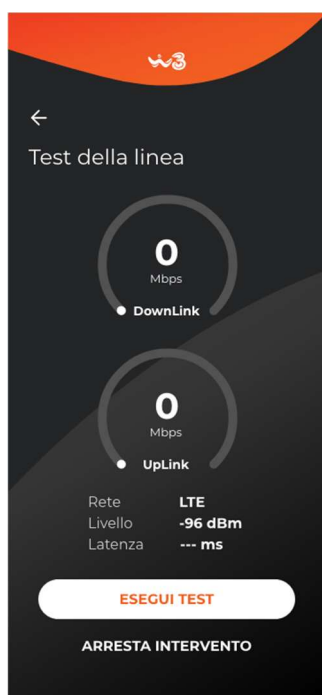 W3
Test della linea
0
Mbps
DownLink
0
Mbps
UpLink
Rete LTE
Livello -96 dBm
Latenza --- ms
ESEGUI TEST
ARRESTA INTERVENTO